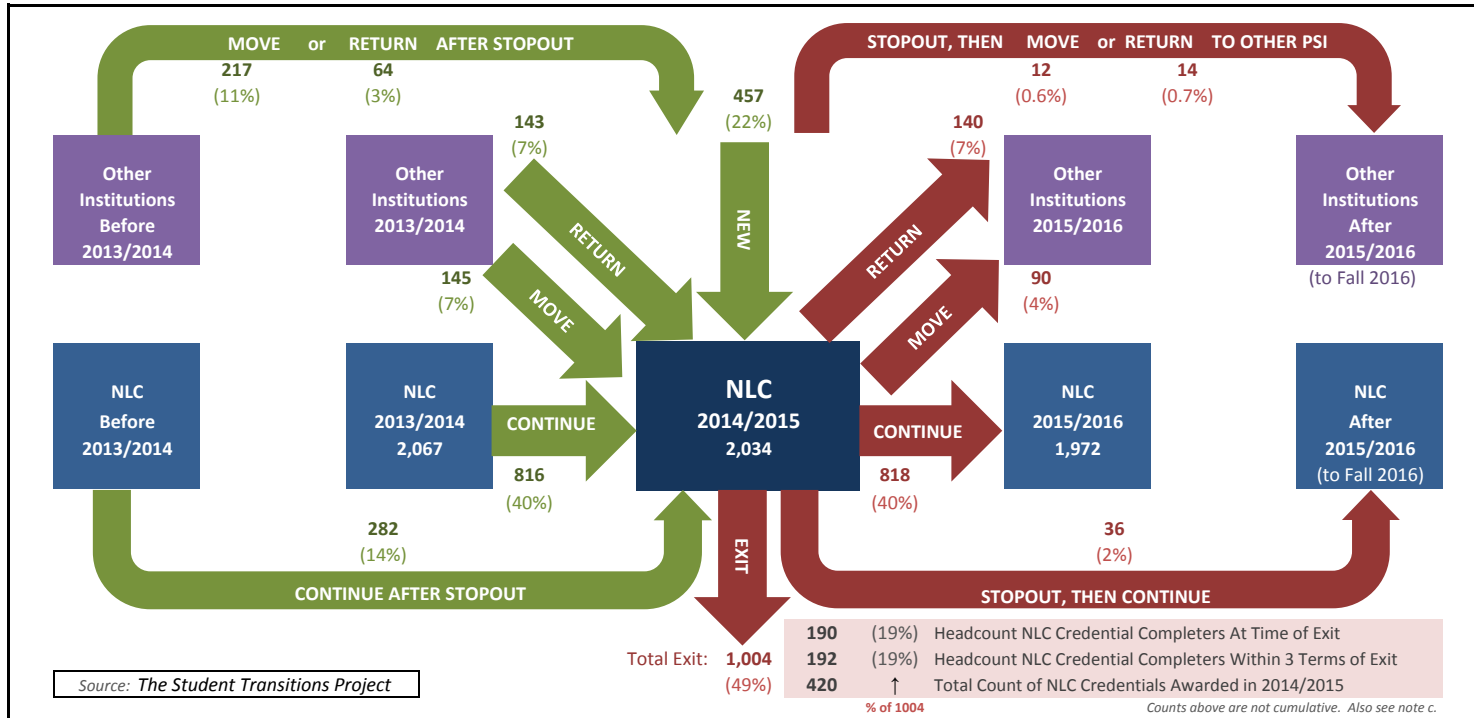 MOVE or RETURN AFTER STOPOUT
217 64
(11%) (3%)
STOPOUT, THEN MOVE or RETURN TO OTHER PSI
12 14
(0.6%) (0.7%)
457
(22%)
NEW
143
(7%)
RETURN
145
(7%)
MOVE
140
(7%)
RETURN
90
(4%)
MOVE
Other
Institutions
Before
2013/2014
Other
Institutions
2013/2014
Other
Institutions
2015/2016
Other
Institutions
After
2015/2016
(to Fall 2016)
NLC
Before
2013/2014
NLC
2013/2014
2,067
CONTINUE
816
(40%)
NLC
2014/2015
2,034
CONTINUE
818
(40%)
NLC
2015/2016
1,972
NLC
After
2015/2016
(to Fall 2016)
282
(14%)
CONTINUE AFTER STOPOUT
EXIT
36
(2%)
STOPOUT, THEN CONTINUE
Total Exit: 1,004
(49%)
190 (19%) Headcount NLC Credential Completers At Time of Exit
192 (19%) Headcount NLC Credential Completers Within 3 Terms of Exit
420 ↑ Total Count of NLC Credentials Awarded in 2014/2015
% of 1004
Counts above are not cumulative. Also see note c.
Source: The Student Transitions Project